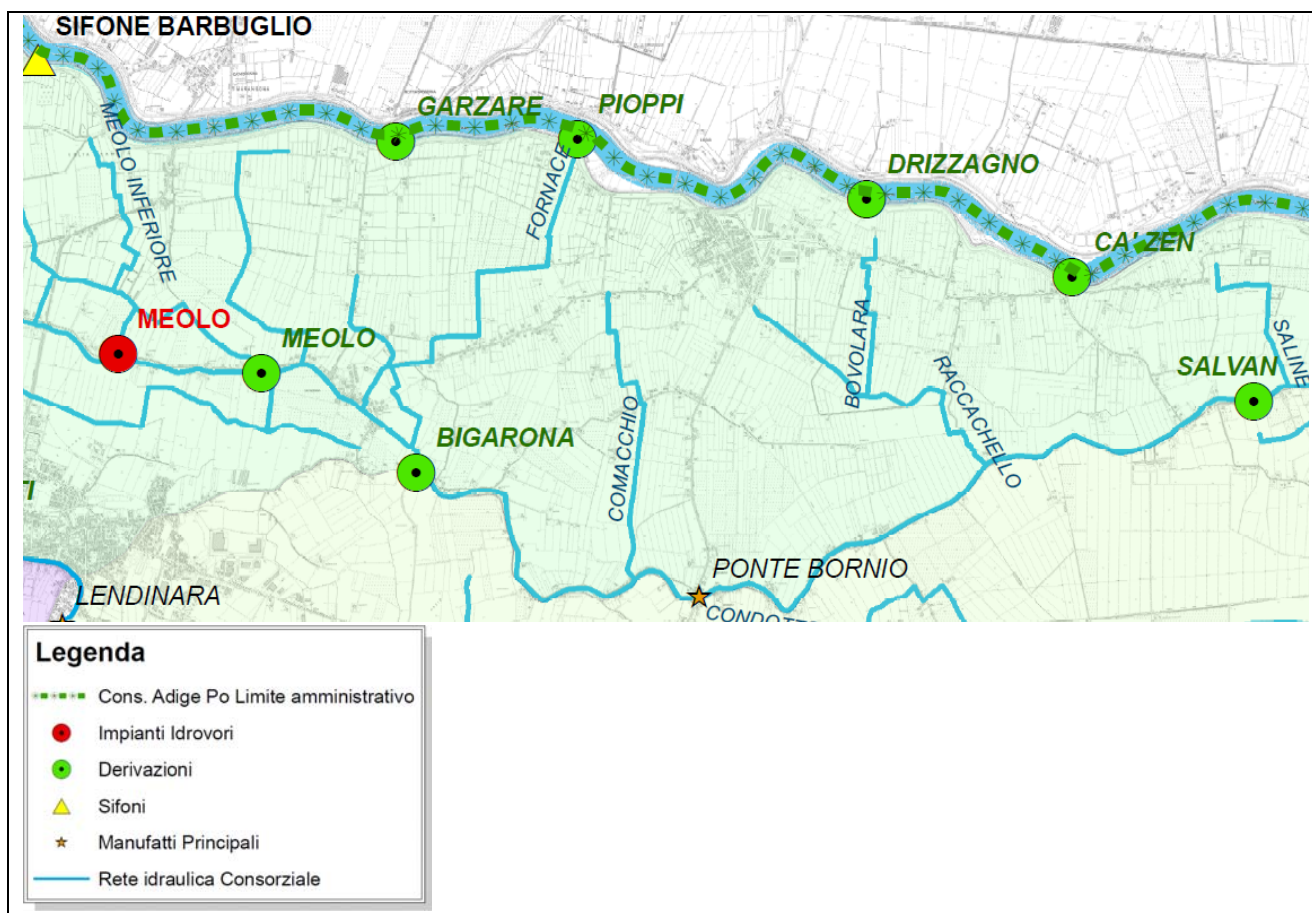 SIFONE BARBUGLIO
GARZARE
PIOPPI
DRIZZAGNO
CA' ZEN
MEOLO INFERIORE
FORNACE
MEOLO
MEOLO
BIGARONA
COMACCHIO
BOVOLARA
RACCACHELLO
SALVAN
SALINE
LENDINARA
PONTE BORNIO
Legenda
Cons. Adige Po Limite amministrativo
Impianti Idrovori
Derivazioni
Sifoni
Manufatti Principali
Rete idraulica Consorziale